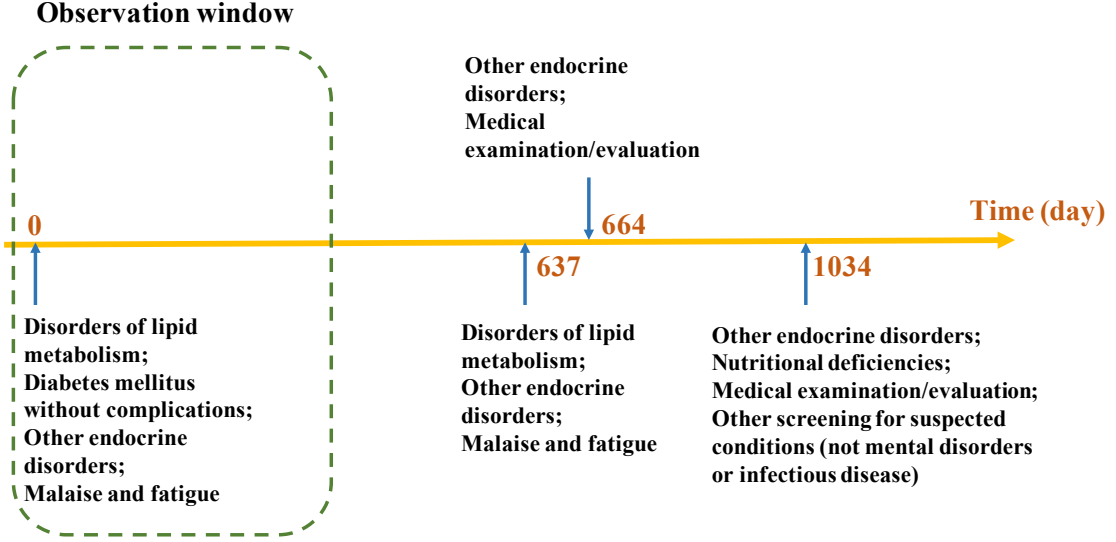 Observation window
Other endocrine
disorders;
Medical
examination/evaluation
0
664
Time (day)
637
1034
Disorders of lipid
metabolism;
Diabetes mellitus
without complications;
Other endocrine
disorders;
Malaise and fatigue
Disorders of lipid
metabolism;
Other endocrine
disorders;
Malaise and fatigue
Other endocrine disorders;
Nutritional deficiencies;
Medical examination/evaluation;
Other screening for suspected
conditions (not mental disorders
or infectious disease)